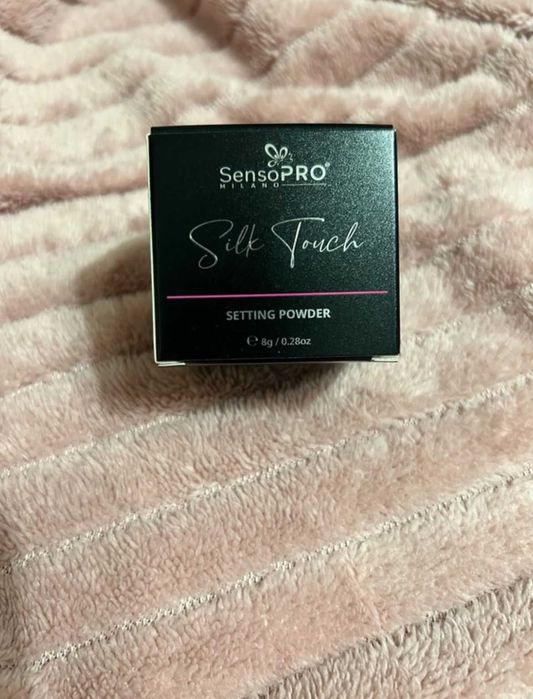 SensoPRO®
MILANO
Silk Touch
SETTING POWDER
℮ 8g / 0.28oz